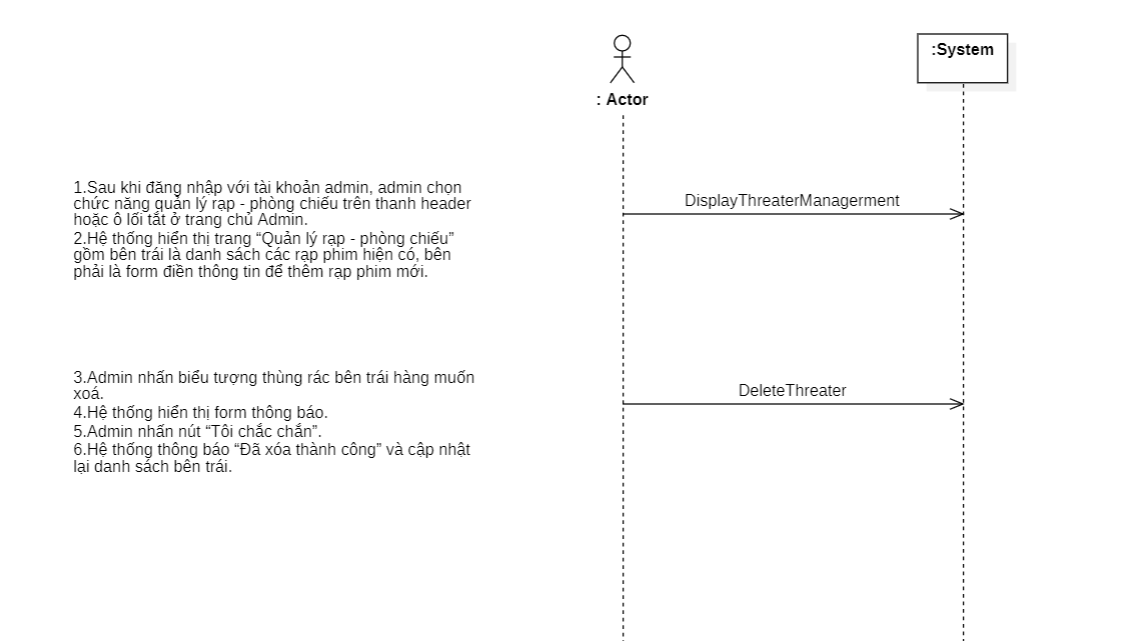 :System
: Actor
1.Sau khi đăng nhập với tài khoản admin, admin chọn
chức năng quản lý rạp - phòng chiếu trên thanh header
hoặc ô lối tắt ở trang chủ Admin.
2.Hệ thống hiển thị trang “Quản lý rạp - phòng chiếu”
gồm bên trái là danh sách các rạp phim hiện có, bên
phải là form điền thông tin để thêm rạp phim mới.
DisplayThreaterManagerment
3.Admin nhấn biểu tượng thùng rác bên trái hàng muốn
xoá.
4.Hệ thống hiển thị form thông báo.
5.Admin nhấn nút “Tôi chắc chắn”.
6.Hệ thống thông báo “Đã xóa thành công” và cập nhật
lại danh sách bên trái.
DeleteThreater